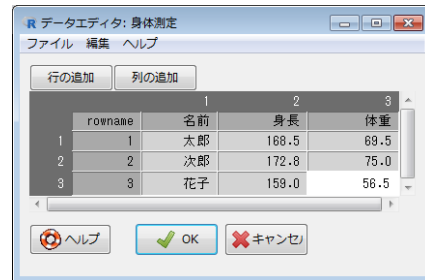 R データエディタ: 身体測定
ファイル 編集 ヘルプ
行の追加 列の追加
1 2 3
rowname 名前 身長 体重
1 1 太郎 168.5 69.5
2 2 次郎 172.8 75.0
3 3 花子 159.0 56.5
ヘルプ OK キャンセ